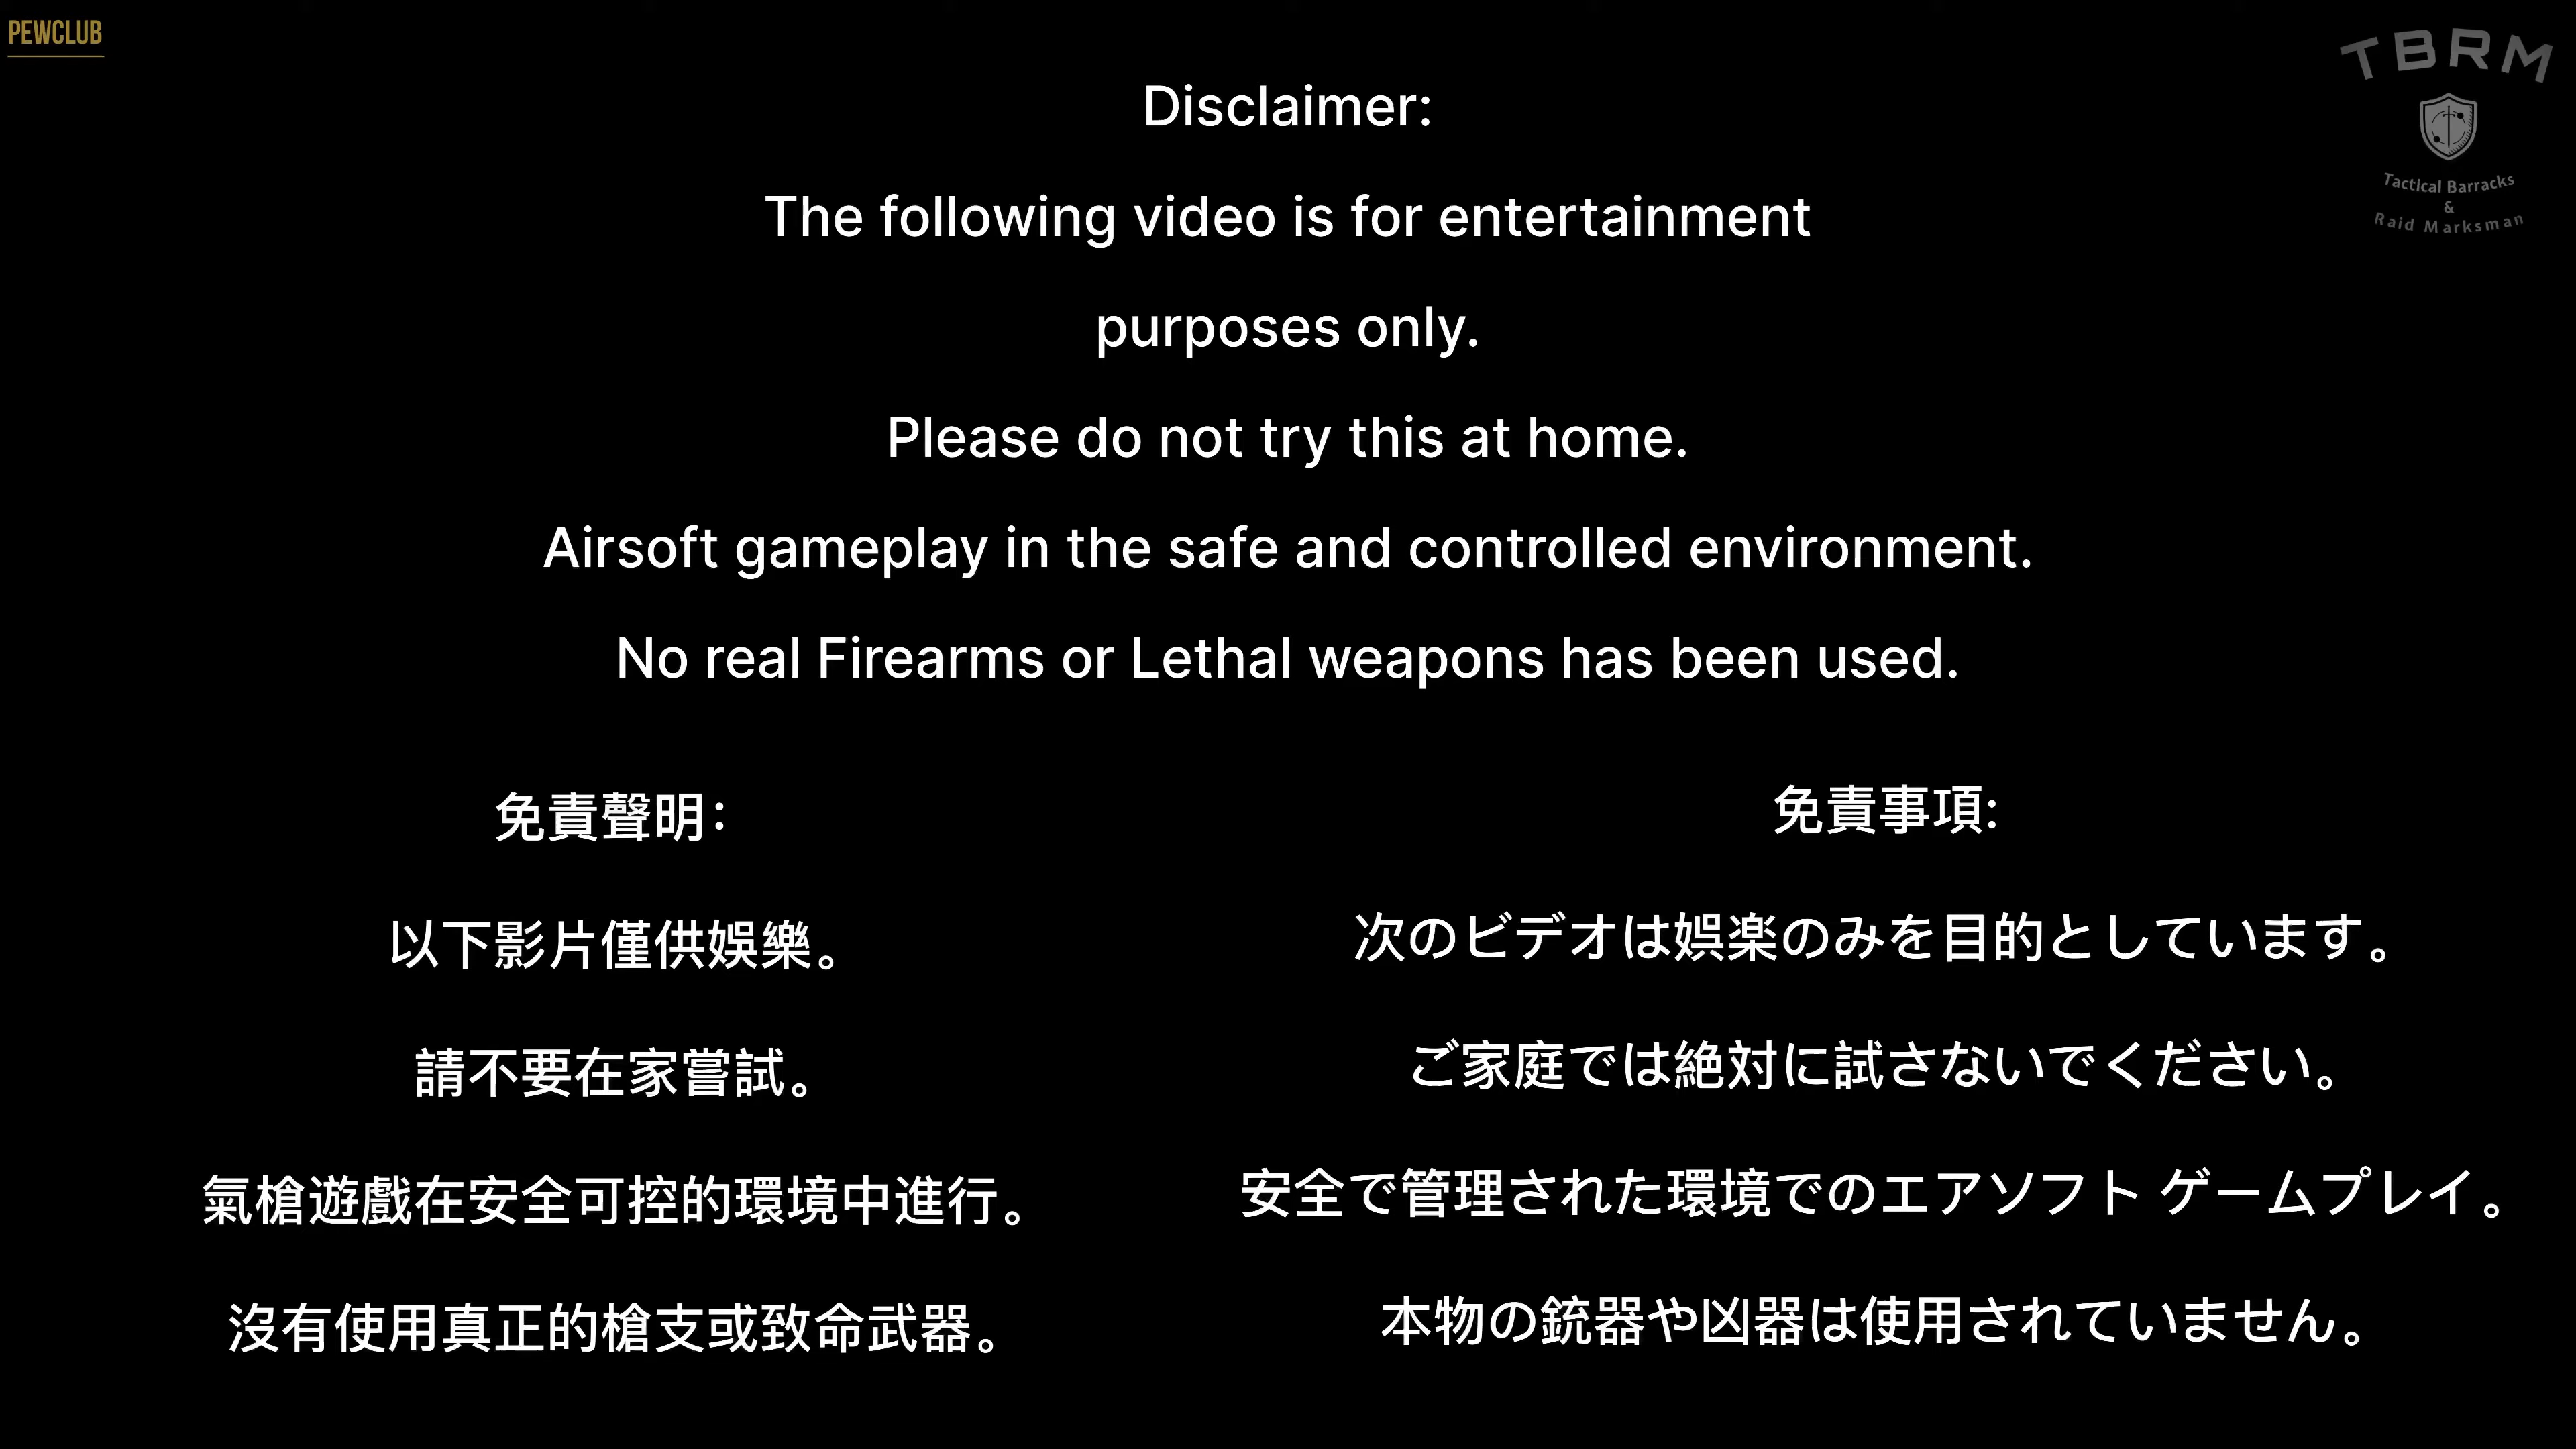 PEWCLUB
TBRM
Tactical Barracks
&
Raid Marksman
Disclaimer:
The following video is for entertainment
purposes only.
Please do not try this at home.
Airsoft gameplay in the safe and controlled environment.
No real Firearms or Lethal weapons has been used.
免責聲明：
以下影片僅供娛樂。
請不要在家嘗試。
氣槍遊戲在安全可控的環境中進行。
沒有使用真正的槍支或致命武器。
免責事項:
次のビデオは娯楽のみを目的としています。
ご家庭では絶対に試さないでください。
安全で管理された環境でのエアソフト ゲームプレイ。
本物の銃器や凶器は使用されていません。